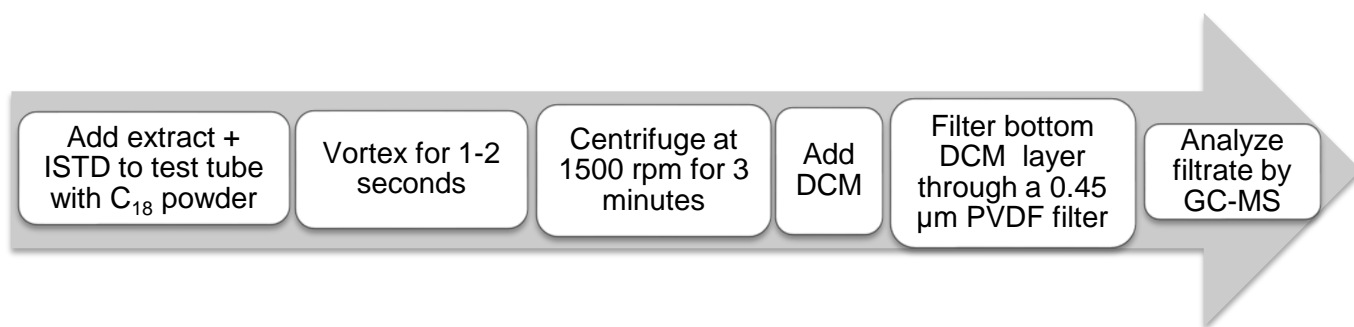 Add extract +
ISTD to test tube
with C₁₈ powder
Vortex for 1-2
seconds
Centrifuge at
1500 rpm for 3
minutes
Add
DCM
Filter bottom
DCM layer
through a 0.45
µm PVDF filter
Analyze
filtrate by
GC-MS